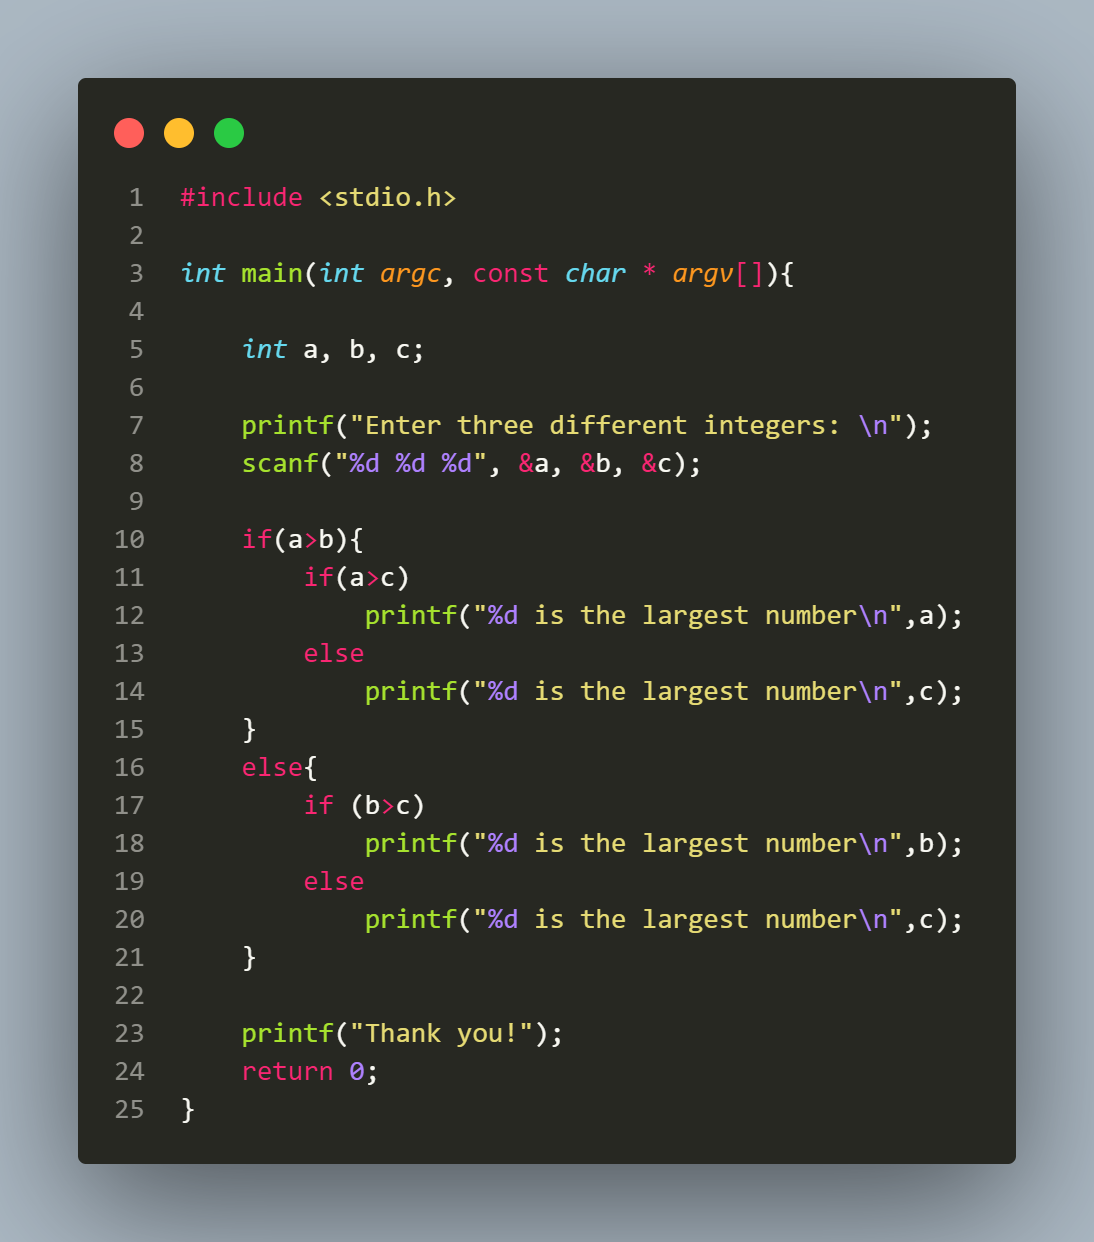 1 #include <stdio.h>
2
3 int main(int argc, const char * argv[]){
4
5     int a, b, c;
6
7     printf("Enter three different integers: \n");
8     scanf("%d %d %d", &a, &b, &c);
9
10     if(a>b){
11         if(a>c)
12             printf("%d is the largest number\n",a);
13         else
14             printf("%d is the largest number\n",c);
15     }
16     else{
17         if (b>c)
18             printf("%d is the largest number\n",b);
19         else
20             printf("%d is the largest number\n",c);
21     }
22
23     printf("Thank you!");
24     return 0;
25 }